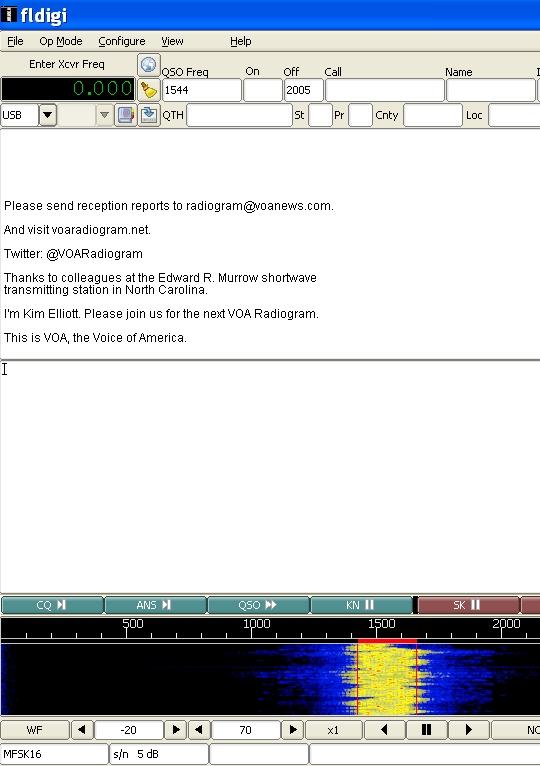 fldigi
File Op Mode Configure View Help
Enter Xcvr Freq
QSO Freq On Off Call Name
0.000 1544 2005
USB QTH St Pr Cnty Loc
Please send reception reports to radiogram@voanews.com.
And visit voaradiogram.net.
Twitter: @VOARadiogram
Thanks to colleagues at the Edward R. Murrow shortwave
transmitting station in North Carolina.
I'm Kim Elliott. Please join us for the next VOA Radiogram.
This is VOA, the Voice of America.
CQ ANS QSO KN SK
500 1000 1500 2000
WF -20 70 x1 NO
MFSK16 s/n 5 dB